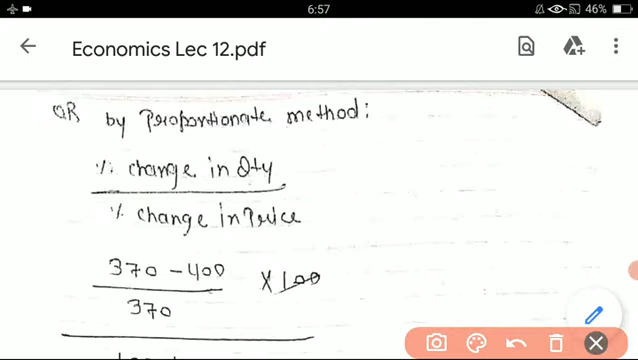 6:57
46%
Economics Lec 12.pdf
OR by Proportionate method:
% change in Qty
% change in Price
370 - 400
370
X 100